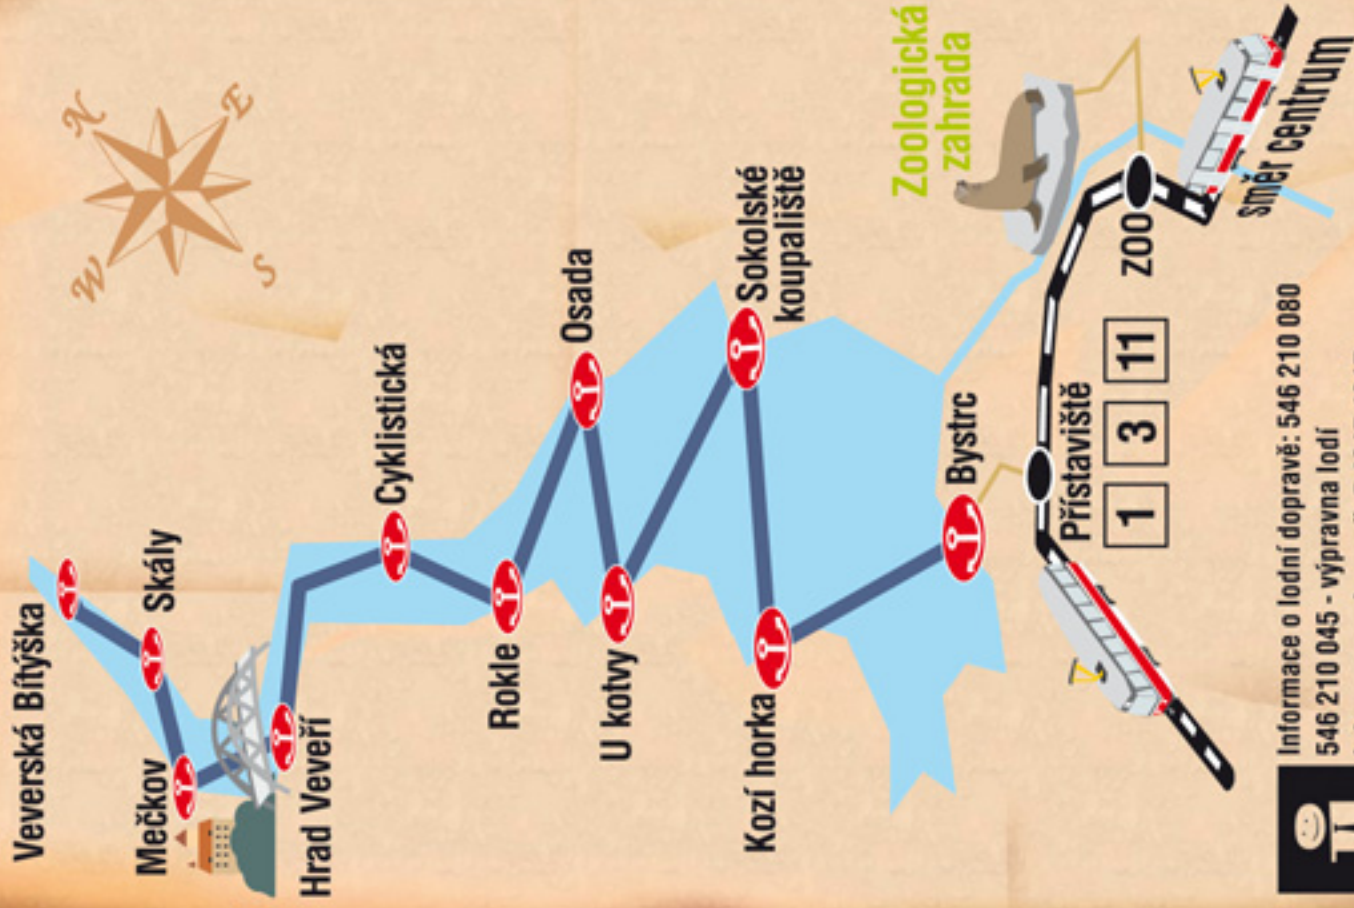 Veverská Bítýška
N
W
E
S
Mečkov
Skály
Hrad Veveří
Cyklistická
Rokle
Osada
U kotvy
Sokolské
koupaliště
Kozí horka
Zoologická
zahrada
Bystrc
Přístaviště
1 3 11
ZOO
směr centrum
Informace o lodní dopravě: 546 210 080
546 210 045 - výpravna lodí